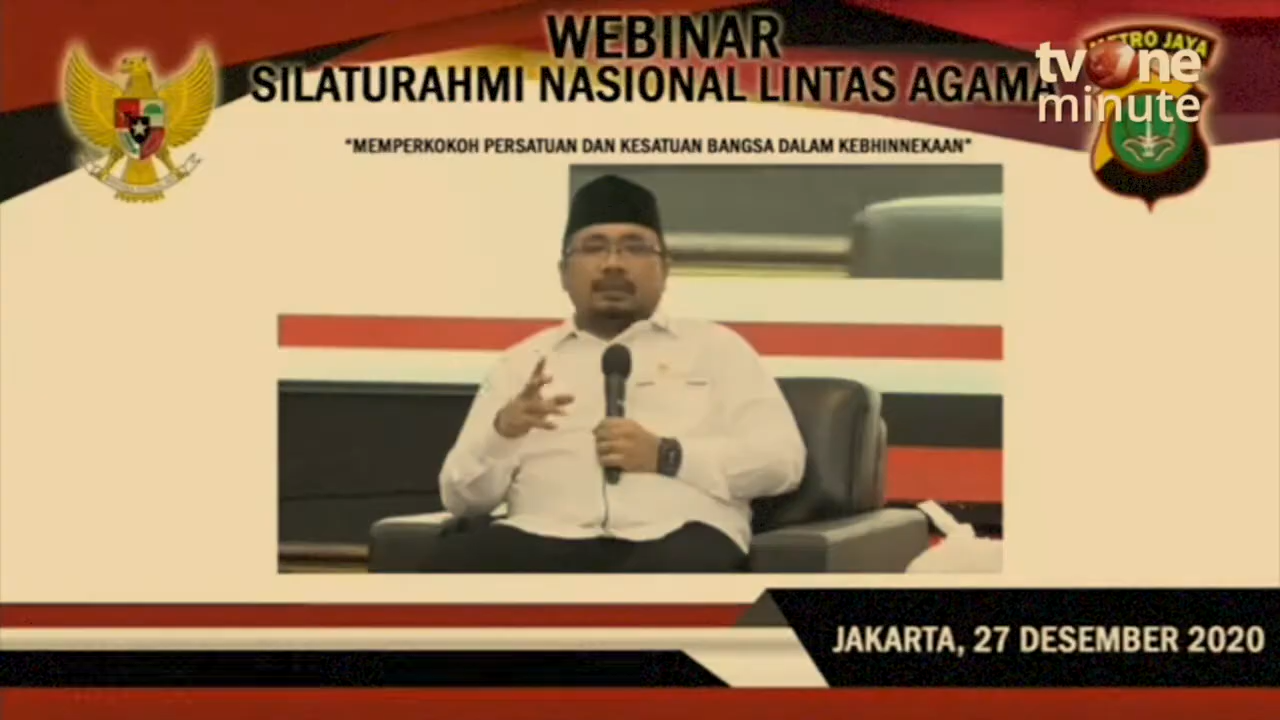 WEBINAR
SILATURAHMI NASIONAL LINTAS AGAMA
METRO JAYA
tvOne
minute
"MEMPERKOKOH PERSATUAN DAN KESATUAN BANGSA DALAM KEBHINNEKAAN"
JAKARTA, 27 DESEMBER 2020